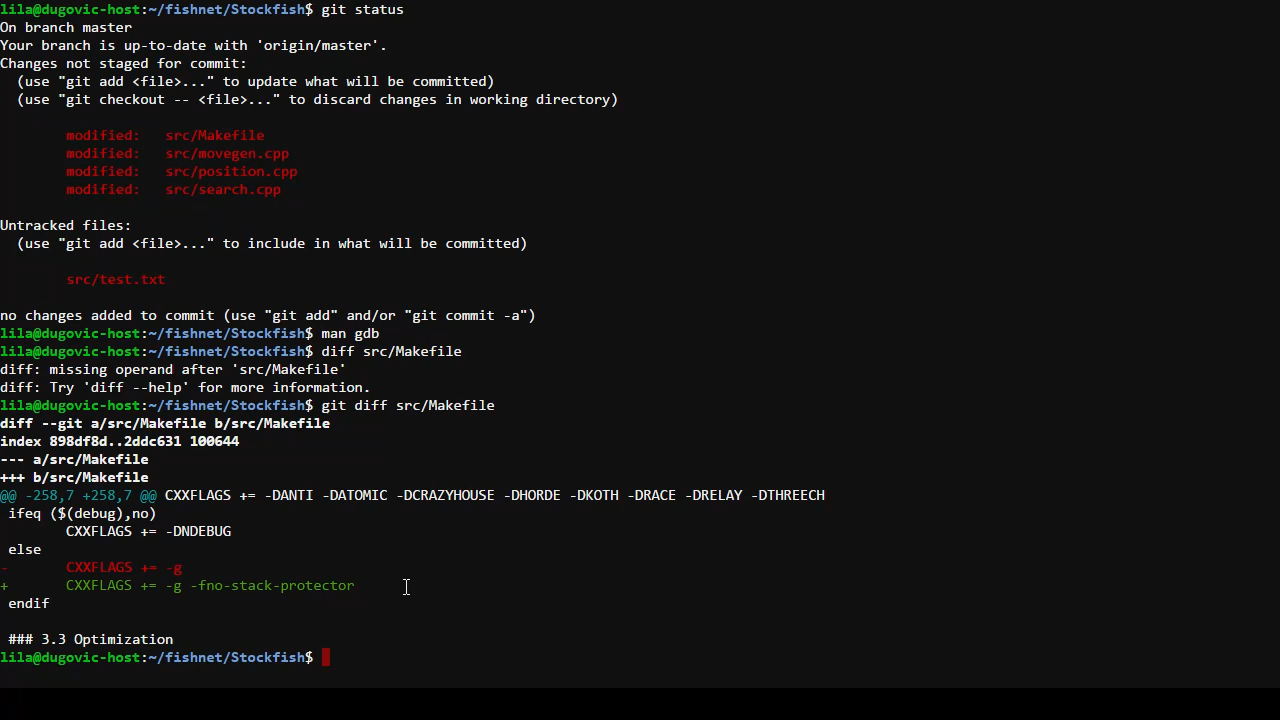 lila@dugovic-host:~/fishnet/Stockfish$ git status
On branch master
Your branch is up-to-date with 'origin/master'.
Changes not staged for commit:
  (use "git add <file>..." to update what will be committed)
  (use "git checkout -- <file>..." to discard changes in working directory)
        modified:   src/Makefile
        modified:   src/movegen.cpp
        modified:   src/position.cpp
        modified:   src/search.cpp
Untracked files:
  (use "git add <file>..." to include in what will be committed)
        src/test.txt
no changes added to commit (use "git add" and/or "git commit -a")
lila@dugovic-host:~/fishnet/Stockfish$ man gdb
lila@dugovic-host:~/fishnet/Stockfish$ diff src/Makefile
diff: missing operand after 'src/Makefile'
diff: Try 'diff --help' for more information.
lila@dugovic-host:~/fishnet/Stockfish$ git diff src/Makefile
diff --git a/src/Makefile b/src/Makefile
index 898df8d..2ddc631 100644
--- a/src/Makefile
+++ b/src/Makefile
@@ -258,7 +258,7 @@ CXXFLAGS += -DANTI -DATOMIC -DCRAZYHOUSE -DHORDE -DKOTH -DRACE -DRELAY -DTHREECH
 ifeq ($(debug),no)
        CXXFLAGS += -DNDEBUG
 else
-       CXXFLAGS += -g
+       CXXFLAGS += -g -fno-stack-protector
 endif
 ### 3.3 Optimization
lila@dugovic-host:~/fishnet/Stockfish$